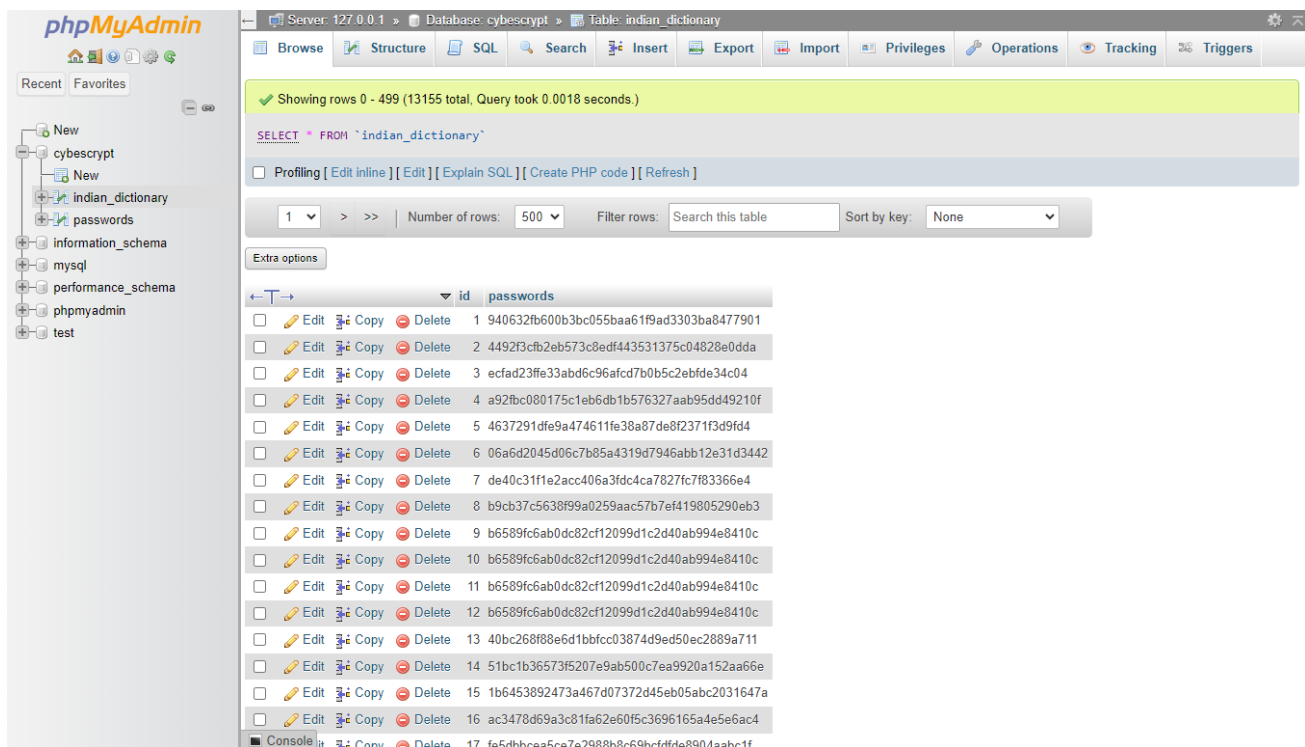 phpMyAdmin
Recent Favorites
New
cybescrypt
New
indian_dictionary
passwords
information_schema
mysql
performance_schema
phpmyadmin
test
Server: 127.0.0.1 » Database: cybescrypt » Table: indian_dictionary
Browse Structure SQL Search Insert Export Import Privileges Operations Tracking Triggers
Showing rows 0 - 499 (13155 total, Query took 0.0018 seconds.)
SELECT * FROM `indian_dictionary`
Profiling [ Edit inline ] [ Edit ] [ Explain SQL ] [ Create PHP code ] [ Refresh ]
1 > >> Number of rows: 500 Filter rows: Search this table Sort by key: None
Extra options
←T→ id passwords
Edit Copy Delete 1 940632fb600b3bc055baa61f9ad3303ba8477901
Edit Copy Delete 2 4492f3cfb2eb573c8edf443531375c04828e0dda
Edit Copy Delete 3 ecfad23ffe33abd6c96afcd7b0b5c2ebfde34c04
Edit Copy Delete 4 a92fbc080175c1eb6db1b576327aab95dd49210f
Edit Copy Delete 5 4637291dfe9a474611fe38a87de8f2371f3d9fd4
Edit Copy Delete 6 06a6d2045d06c7b85a4319d7946abb12e31d3442
Edit Copy Delete 7 de40c31f1e2acc406a3fdc4ca7827fc7f83366e4
Edit Copy Delete 8 b9cb37c5638f99a0259aac57b7ef419805290eb3
Edit Copy Delete 9 b6589fc6ab0dc82cf12099d1c2d40ab994e8410c
Edit Copy Delete 10 b6589fc6ab0dc82cf12099d1c2d40ab994e8410c
Edit Copy Delete 11 b6589fc6ab0dc82cf12099d1c2d40ab994e8410c
Edit Copy Delete 12 b6589fc6ab0dc82cf12099d1c2d40ab994e8410c
Edit Copy Delete 13 40bc268f88e6d1bbfcc03874d9ed50ec2889a711
Edit Copy Delete 14 51bc1b36573f5207e9ab500c7ea9920a152aa66e
Edit Copy Delete 15 1b6453892473a467d07372d45eb05abc2031647a
Edit Copy Delete 16 ac3478d69a3c81fa62e60f5c3696165a4e5e6ac4
Console Copy Delete 17